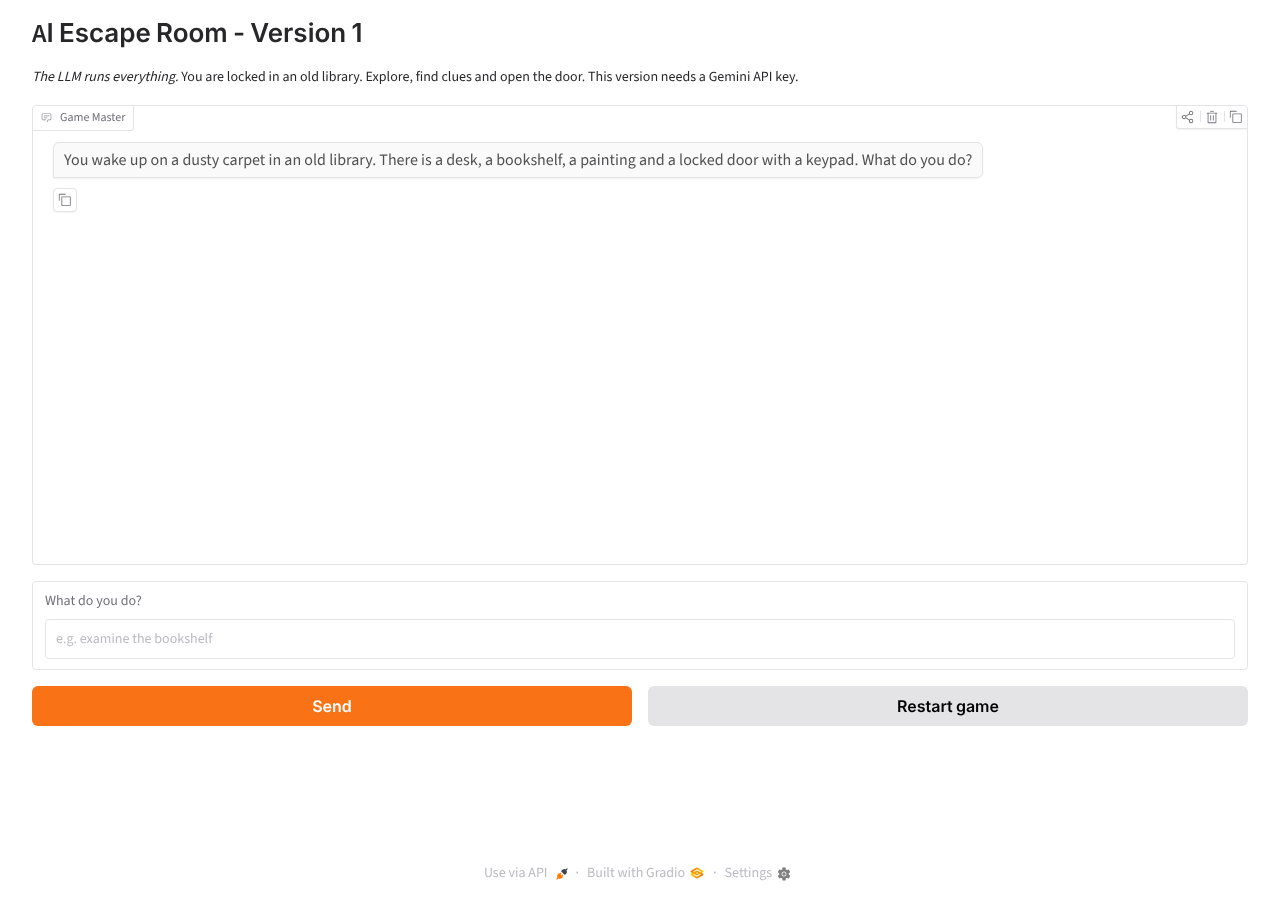 AI Escape Room - Version 1
The LLM runs everything. You are locked in an old library. Explore, find clues and open the door. This version needs a Gemini API key.
Game Master
You wake up on a dusty carpet in an old library. There is a desk, a bookshelf, a painting and a locked door with a keypad. What do you do?
What do you do?
e.g. examine the bookshelf
Send
Restart game
Use via API · Built with Gradio · Settings